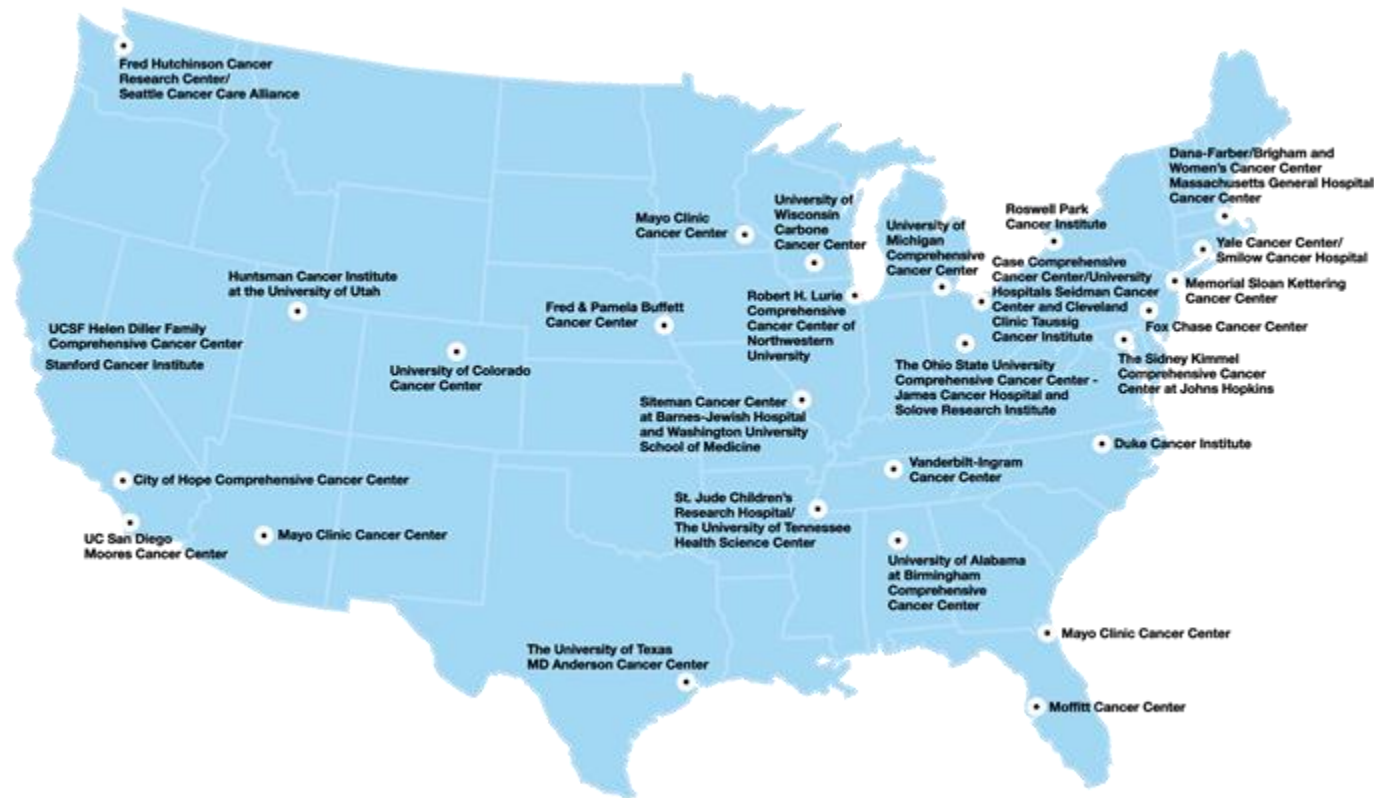 Fred Hutchinson Cancer
Research Center/
Seattle Cancer Care Alliance
Huntsman Cancer Institute
at the University of Utah
UCSF Helen Diller Family
Comprehensive Cancer Center
Stanford Cancer Institute
University of Colorado
Cancer Center
City of Hope Comprehensive Cancer Center
UC San Diego
Moores Cancer Center
Mayo Clinic Cancer Center
Mayo Clinic
Cancer Center
University of
Wisconsin
Carbone
Cancer Center
Fred & Pamela Buffett
Cancer Center
Robert H. Lurie
Comprehensive
Cancer Center of
Northwestern
University
Siteman Cancer Center
at Barnes-Jewish Hospital
and Washington University
School of Medicine
St. Jude Children's
Research Hospital/
The University of Tennessee
Health Science Center
The University of Texas
MD Anderson Cancer Center
University of
Michigan
Comprehensive
Cancer Center
Roswell Park
Cancer Institute
Case Comprehensive
Cancer Center/University
Hospitals Seidman Cancer
Center and Cleveland
Clinic Taussig
Cancer Institute
The Ohio State University
Comprehensive Cancer Center -
James Cancer Hospital and
Solove Research Institute
Dana-Farber/Brigham and
Women's Cancer Center
Massachusetts General Hospital
Cancer Center
Yale Cancer Center/
Smilow Cancer Hospital
Memorial Sloan Kettering
Cancer Center
Fox Chase Cancer Center
The Sidney Kimmel
Comprehensive Cancer
Center at Johns Hopkins
Duke Cancer Institute
Vanderbilt-Ingram
Cancer Center
University of Alabama
at Birmingham
Comprehensive
Cancer Center
Mayo Clinic Cancer Center
Moffitt Cancer Center